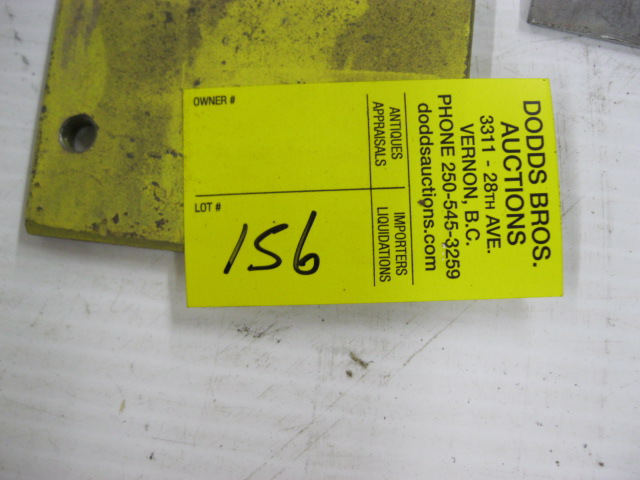 OWNER #
LOT #
156
ANTIQUES
APPRAISALS
IMPORTERS
LIQUIDATIONS
DODDS BROS.
AUCTIONS
3311 - 28TH AVE.
VERNON, B.C.
PHONE 250-545-3259
doddsauctions.com